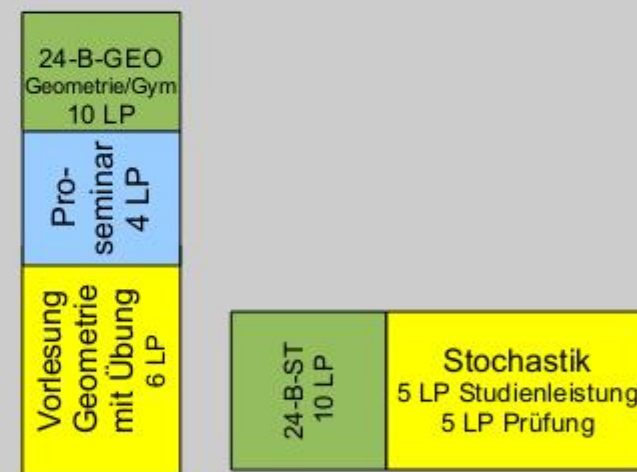 24-B-GEO
Geometrie/Gym
10 LP
Pro-
seminar
4 LP
Vorlesung
Geometrie
mit Übung
6 LP
24-B-ST
10 LP
Stochastik
5 LP Studienleistung
5 LP Prüfung